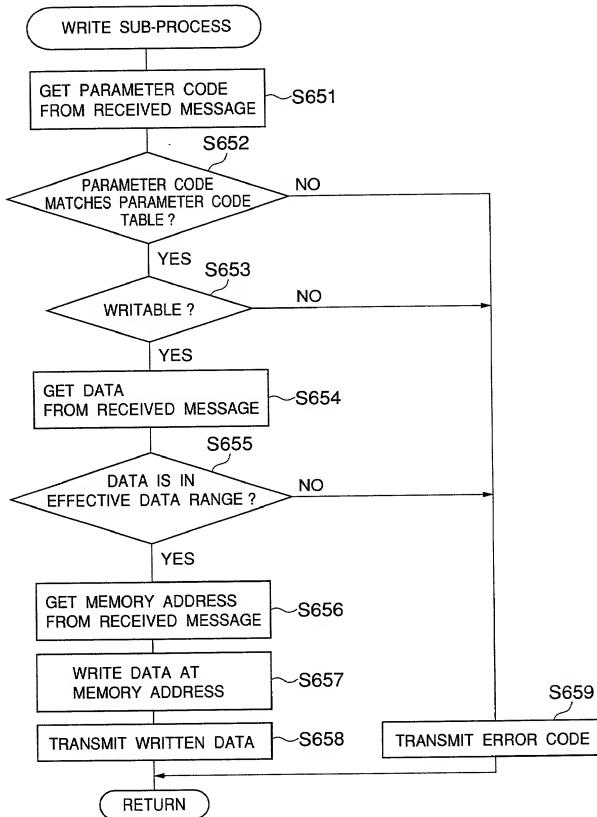 WRITE SUB-PROCESS
GET PARAMETER CODE
FROM RECEIVED MESSAGE
S651
S652
PARAMETER CODE
MATCHES PARAMETER CODE
TABLE ?
NO
YES
S653
WRITABLE ?
NO
YES
GET DATA
FROM RECEIVED MESSAGE
S654
S655
DATA IS IN
EFFECTIVE DATA RANGE ?
NO
YES
GET MEMORY ADDRESS
FROM RECEIVED MESSAGE
S656
WRITE DATA AT
MEMORY ADDRESS
S657
TRANSMIT WRITTEN DATA
S658
S659
TRANSMIT ERROR CODE
RETURN